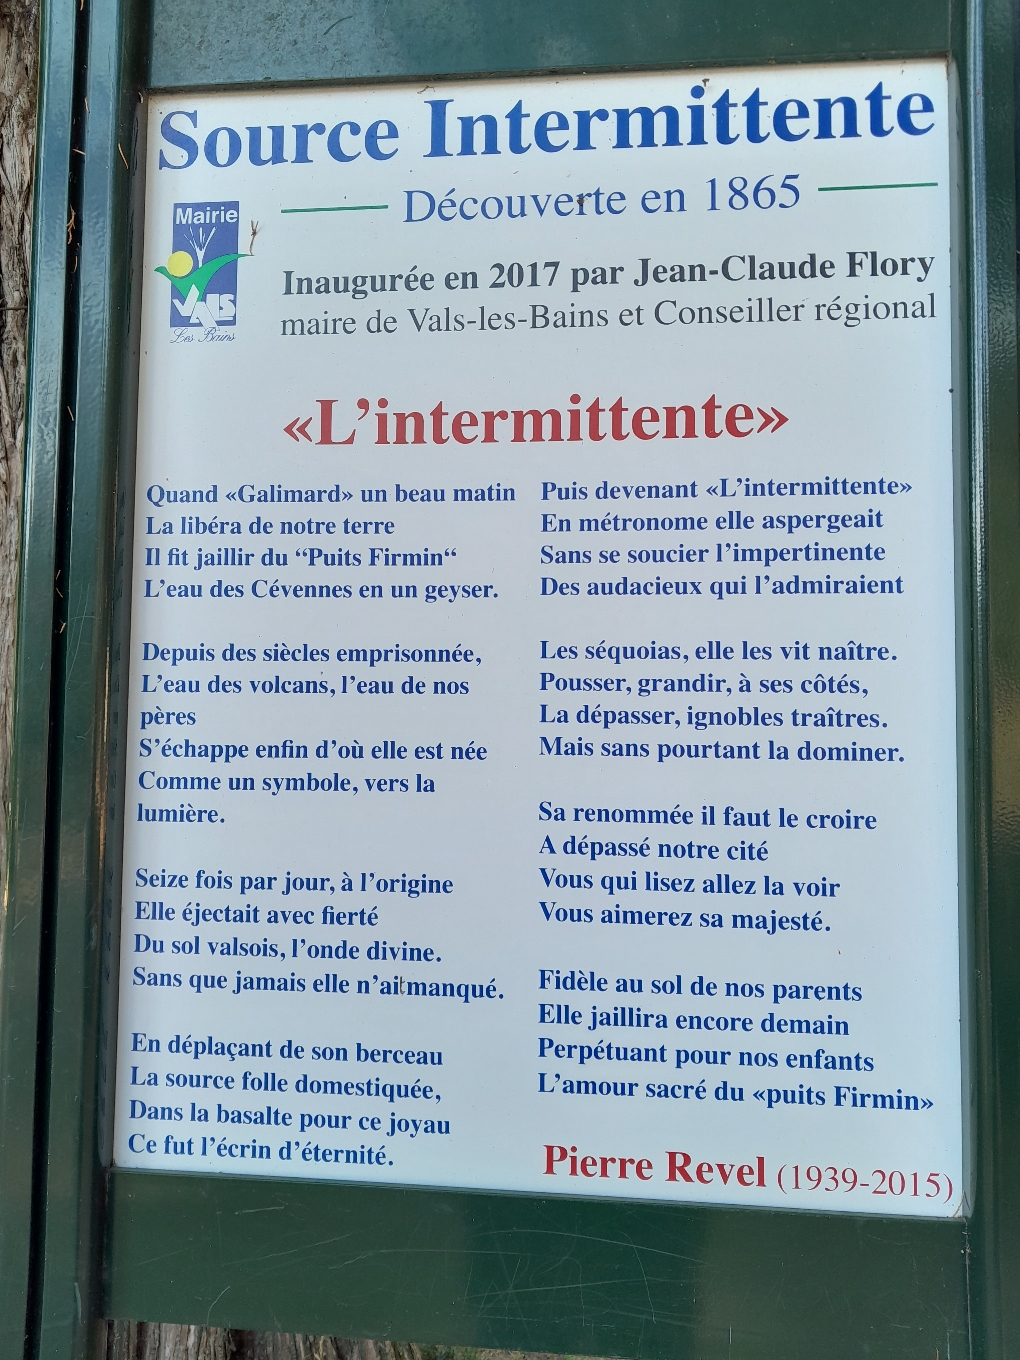 Source Intermittente
Découverte en 1865
Mairie
VALS
Les Bains
Inaugurée en 2017 par Jean-Claude Flory
maire de Vals-les-Bains et Conseiller régional
«L’intermittente»
Quand «Galimard» un beau matin
La libéra de notre terre
Il fit jaillir du “Puits Firmin“
L’eau des Cévennes en un geyser.
Depuis des siècles emprisonnée,
L’eau des volcans, l’eau de nos
pères
S’échappe enfin d’où elle est née
Comme un symbole, vers la
lumière.
Seize fois par jour, à l’origine
Elle éjectait avec fierté
Du sol valsois, l’onde divine.
Sans que jamais elle n’ait manqué.
En déplaçant de son berceau
La source folle domestiquée,
Dans la basalte pour ce joyau
Ce fut l’écrin d’éternité.
Puis devenant «L’intermittente»
En métronome elle aspergeait
Sans se soucier l’impertinente
Des audacieux qui l’admiraient
Les séquoias, elle les vit naître.
Pousser, grandir, à ses côtés,
La dépasser, ignobles traîtres.
Mais sans pourtant la dominer.
Sa renommée il faut le croire
A dépassé notre cité
Vous qui lisez allez la voir
Vous aimerez sa majesté.
Fidèle au sol de nos parents
Elle jaillira encore demain
Perpétuant pour nos enfants
L’amour sacré du «puits Firmin»
Pierre Revel (1939-2015)